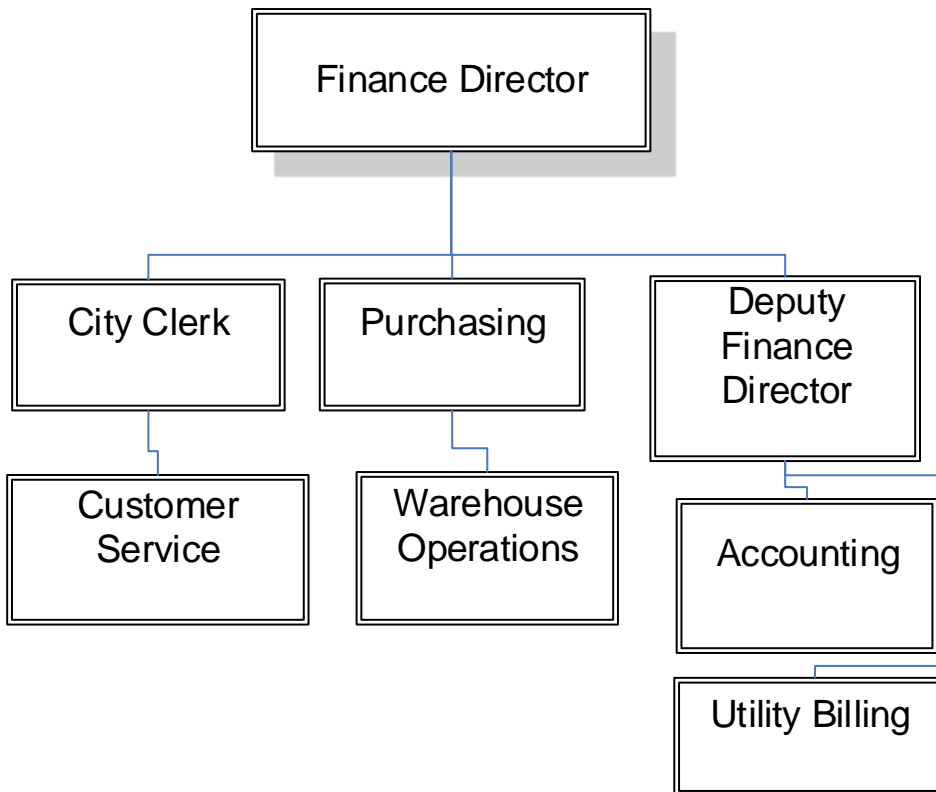 Finance Director
City Clerk
Purchasing
Deputy
Finance
Director
Customer
Service
Warehouse
Operations
Accounting
Utility Billing